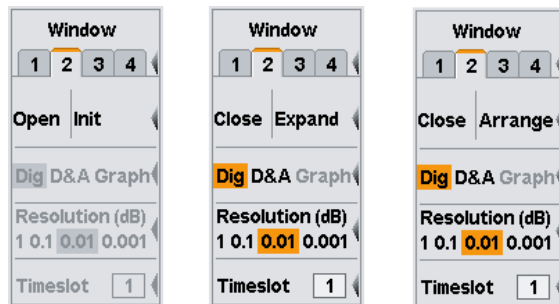 Window
1 2 3 4
Open Init
Dig D&A Graph
Resolution (dB)
1 0.1 0.01 0.001
Timeslot 1
Window
1 2 3 4
Close Expand
Dig D&A Graph
Resolution (dB)
1 0.1 0.01 0.001
Timeslot 1
Window
1 2 3 4
Close Arrange
Dig D&A Graph
Resolution (dB)
1 0.1 0.01 0.001
Timeslot 1